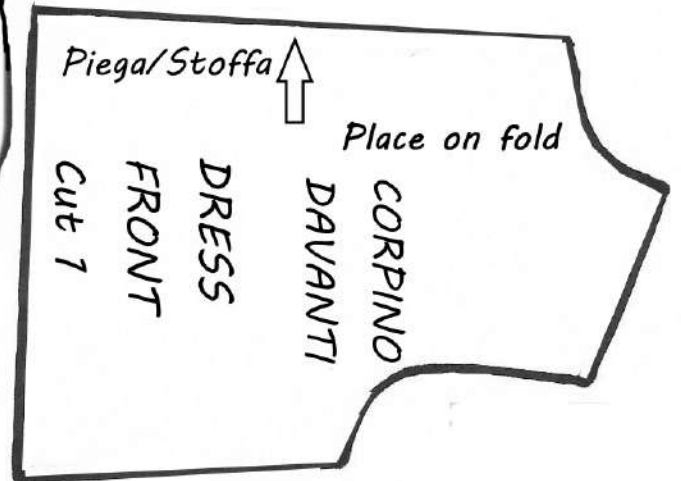 Piega/Stoffa
Place on fold
CORPINO
DAVANTI
DRESS
FRONT
Cut 1